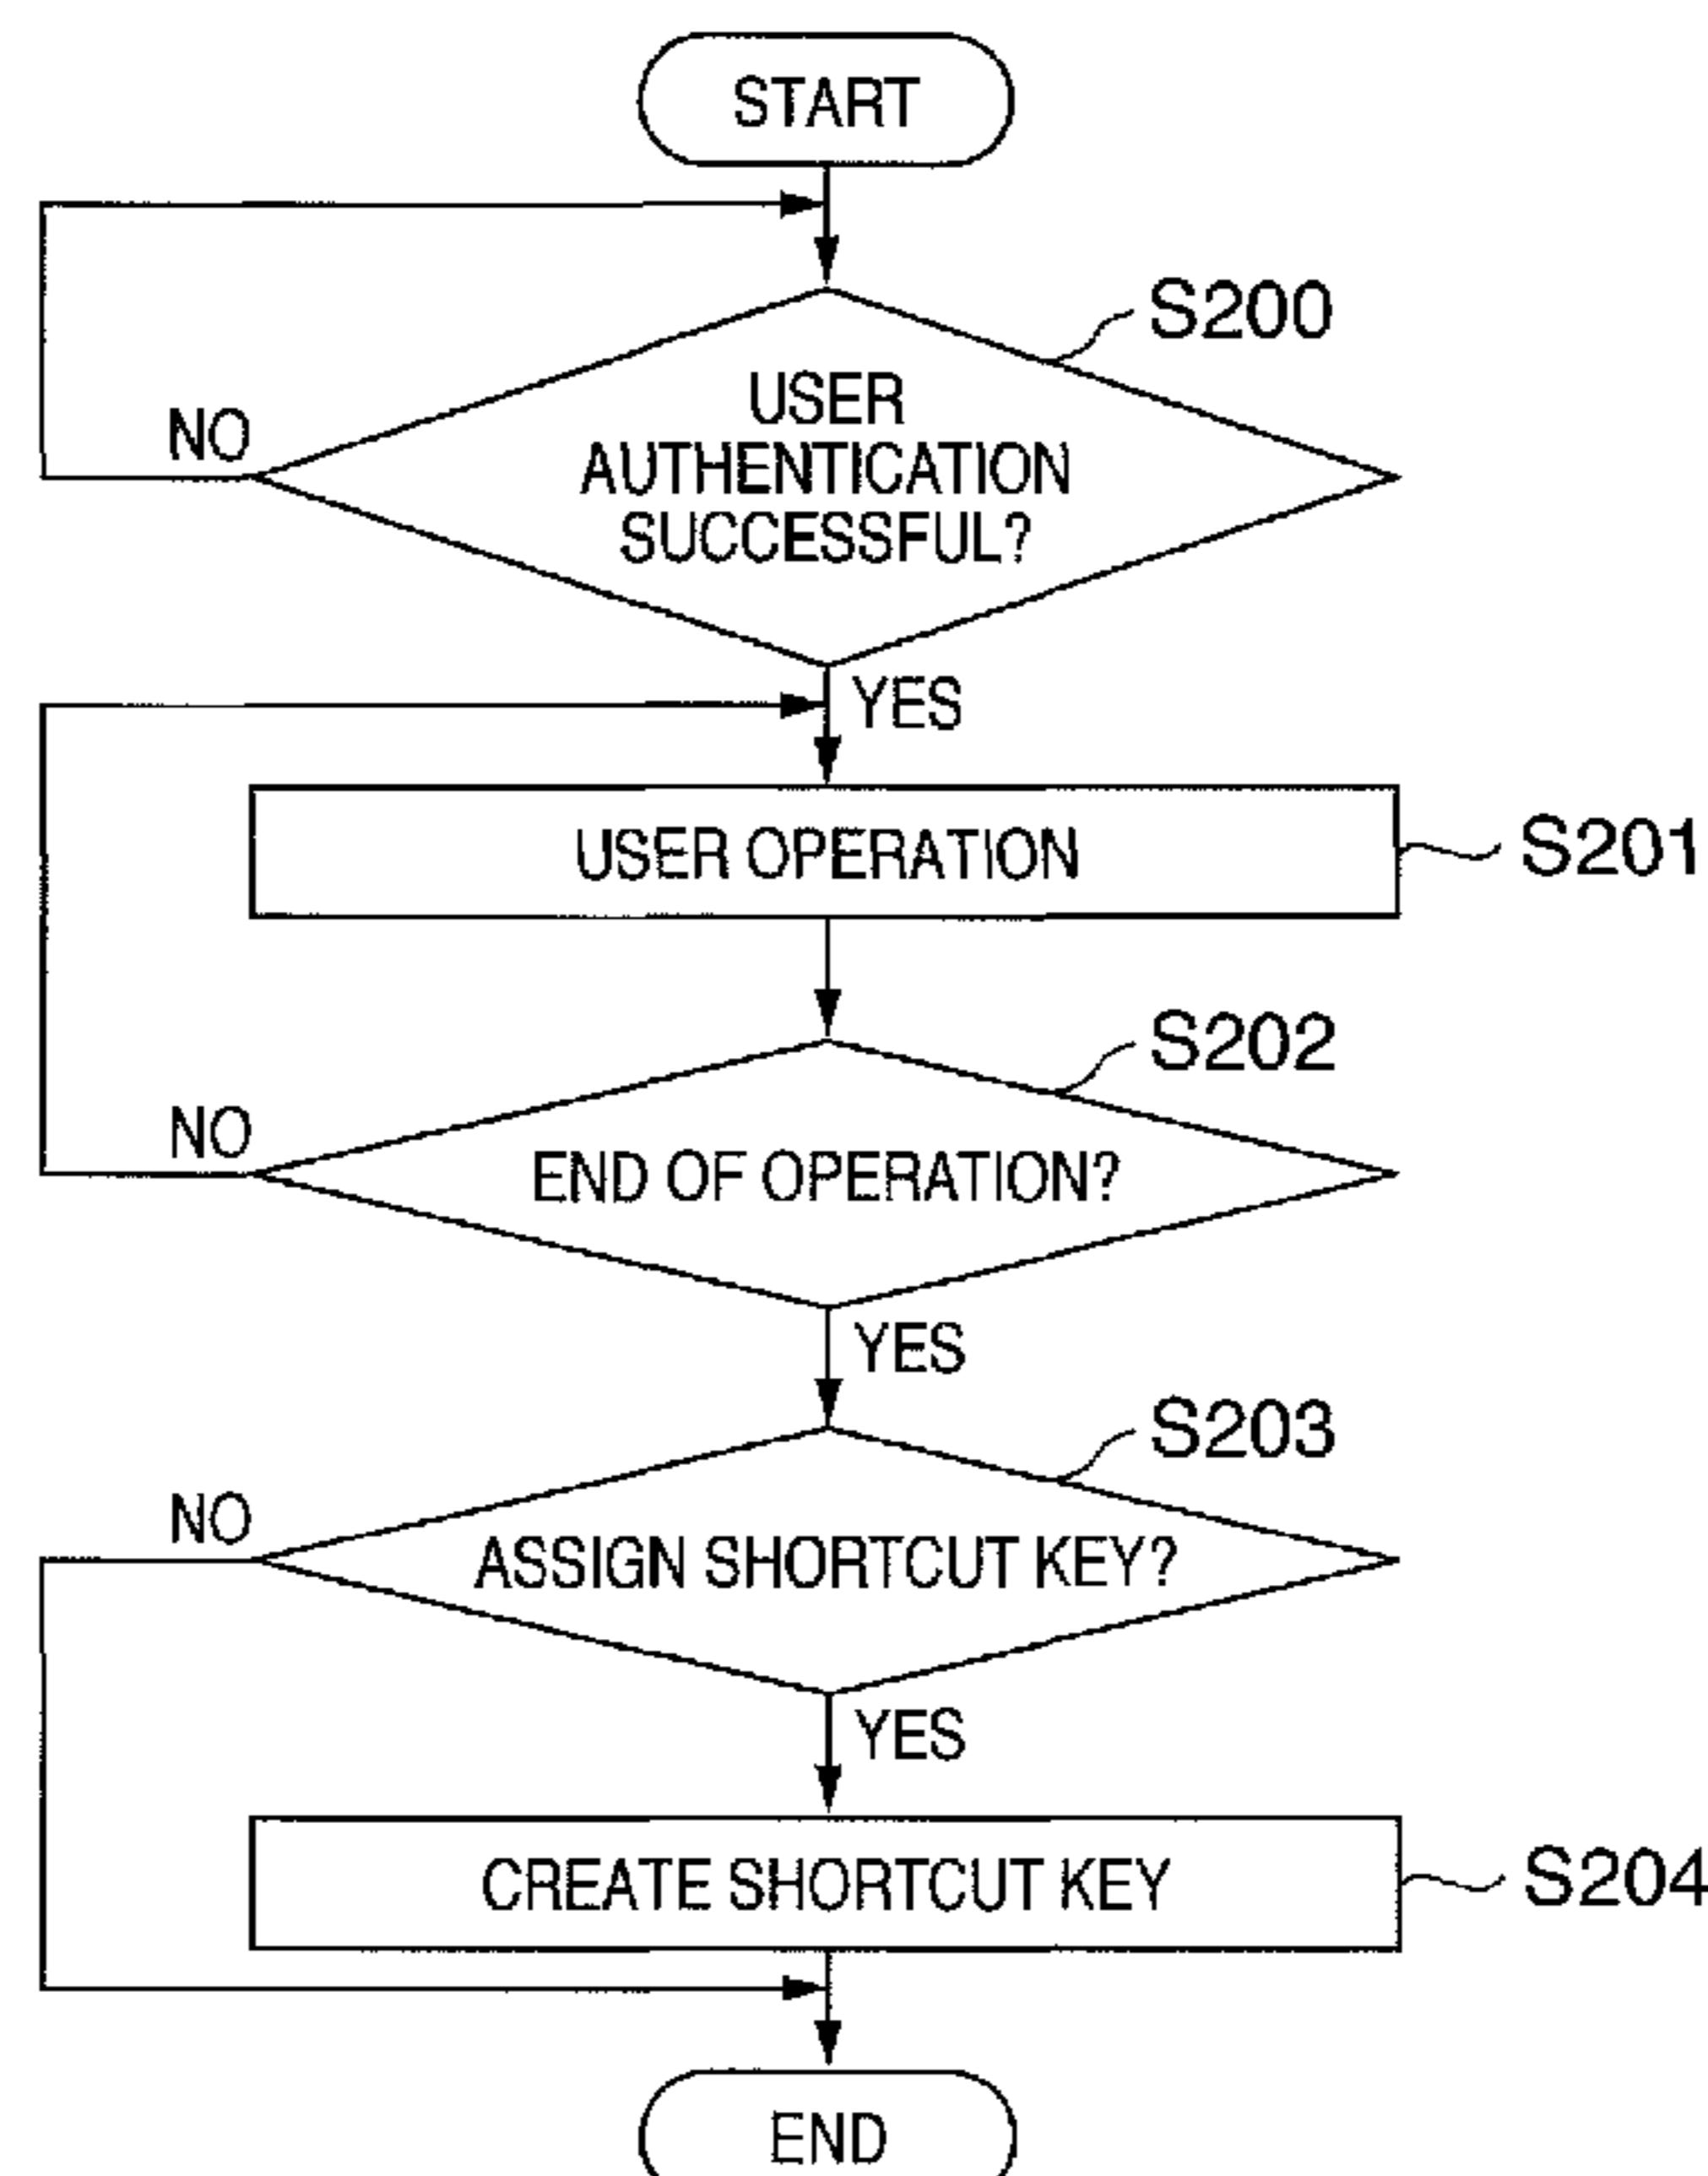 START
S200
NO
USER
AUTHENTICATION
SUCCESSFUL?
YES
USER OPERATION
S201
S202
NO
END OF OPERATION?
YES
S203
NO
ASSIGN SHORTCUT KEY?
YES
CREATE SHORTCUT KEY
S204
END